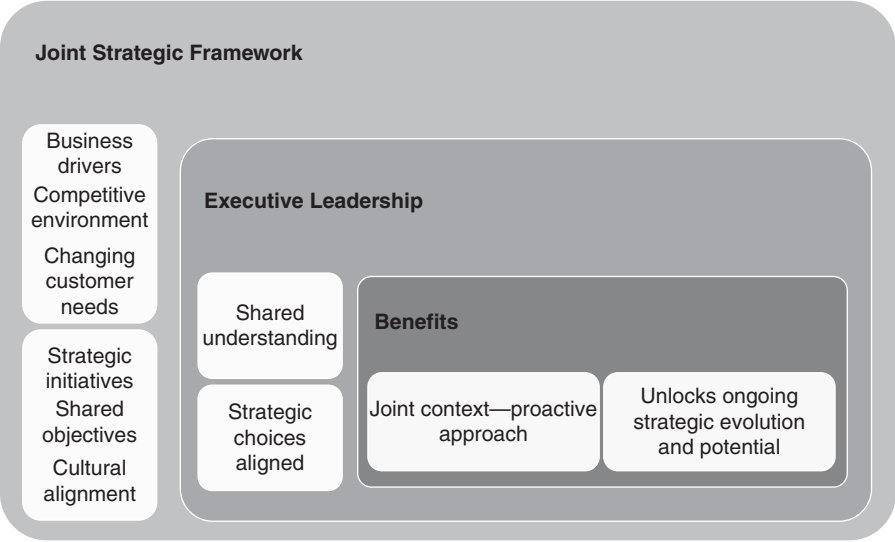 Joint Strategic Framework
Business
drivers
Competitive
environment
Changing
customer
needs
Strategic
initiatives
Shared
objectives
Cultural
alignment
Executive Leadership
Shared
understanding
Strategic
choices
aligned
Benefits
Joint context—proactive
approach
Unlocks ongoing
strategic evolution
and potential